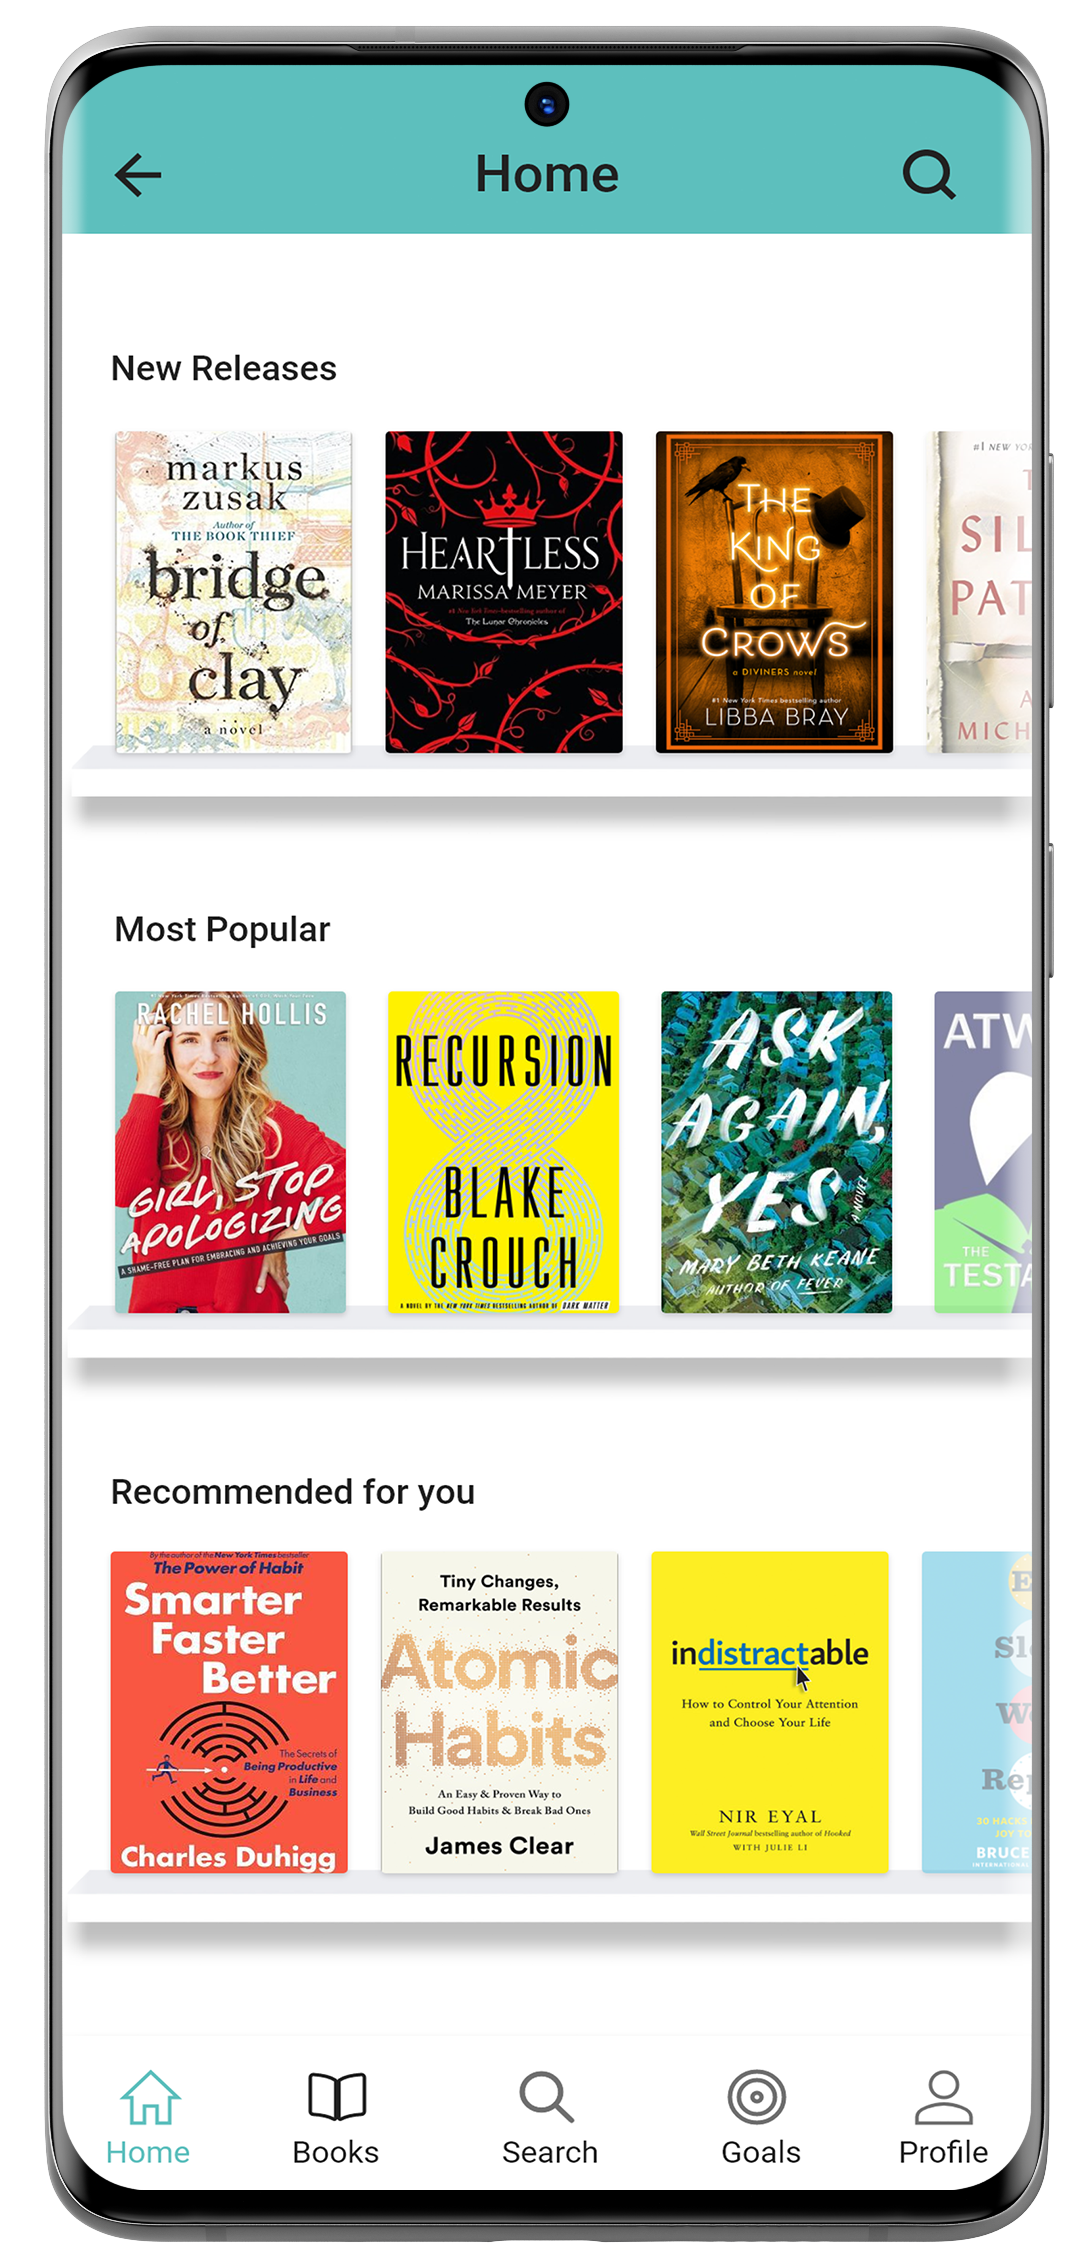 Home
New Releases
markus
zusak
Author of
THE BOOK THIEF
bridge
of
clay
a novel
HEARTLESS
MARISSA MEYER
#1 New York Times-bestselling author of
The Lunar Chronicles
THE
KING
OF
CROWS
a DIVINERS novel
#1 New York Times bestselling author
LIBBA BRAY
#1 NEW YOR
SIL
PAT
MICH
Most Popular
RACHEL HOLLIS
GIRL, STOP
APOLOGIZING
A SHAME-FREE PLAN FOR EMBRACING AND ACHIEVING YOUR GOALS
RECURSION
BLAKE
CROUCH
A NOVEL BY THE NEW YORK TIMES BESTSELLING AUTHOR OF DARK MATTER
ASK
AGAIN,
YES
A NOVEL
MARY BETH KEANE
AUTHOR OF FEVER
ATW
THE
TESTA
Recommended for you
By the author of the New York Times bestseller
The Power of Habit
Smarter
Faster
Better
The Secrets of
Being Productive
in Life and
Business
Charles Duhigg
Tiny Changes,
Remarkable Results
Atomic
Habits
An Easy & Proven Way to
Build Good Habits & Break Bad Ones
James Clear
indistractable
How to Control Your Attention
and Choose Your Life
NIR EYAL
Wall Street Journal bestselling author of Hooked
WITH JULIE LI
E
Sl
W
Rep
30 HACKS
JOY TO
BRUCE
INTERNATIONAL
Home
Books
Search
Goals
Profile